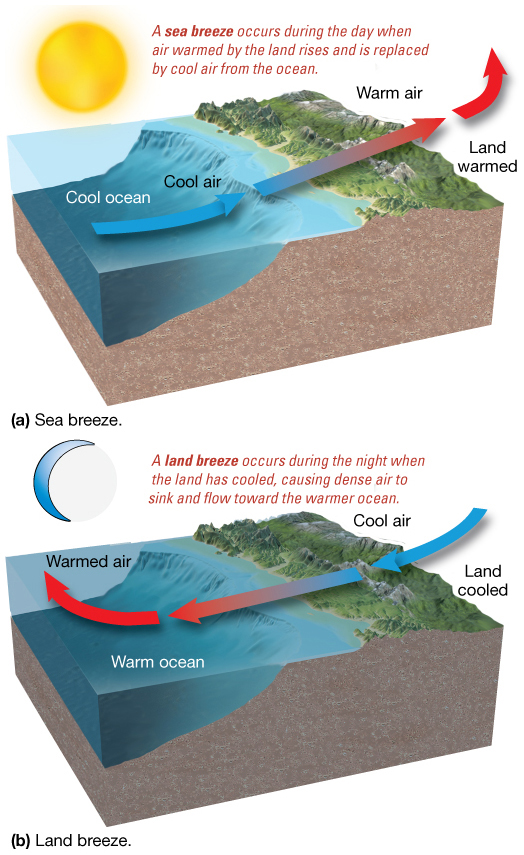 A sea breeze occurs during the day when
air warmed by the land rises and is replaced
by cool air from the ocean.
Warm air
Land
warmed
Cool air
Cool ocean
(a) Sea breeze.
A land breeze occurs during the night when
the land has cooled, causing dense air to
sink and flow toward the warmer ocean.
Cool air
Warmed air
Land
cooled
Warm ocean
(b) Land breeze.